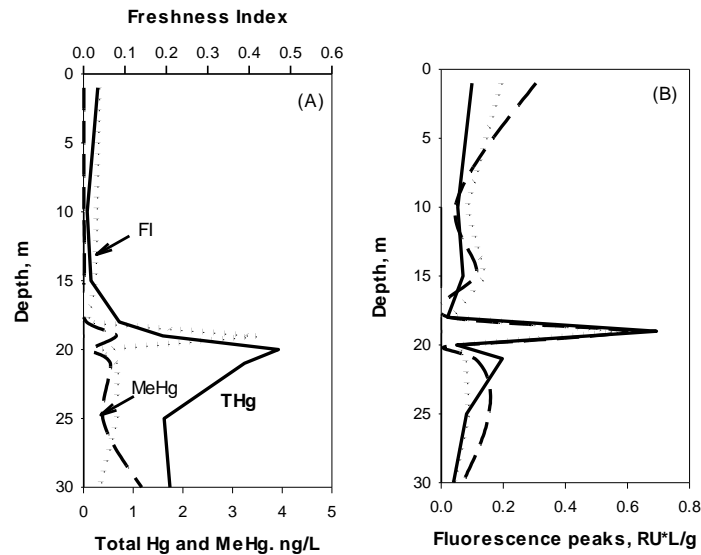 Freshness Index
0.0 0.1 0.2 0.3 0.4 0.5 0.6
0
5
10
15
20
25
30
Depth, m
(A)
FI
MeHg
THg
0 1 2 3 4 5
Total Hg and MeHg. ng/L
0
5
10
15
20
25
30
Depth, m
(B)
0.0 0.2 0.4 0.6 0.8
Fluorescence peaks, RU*L/g